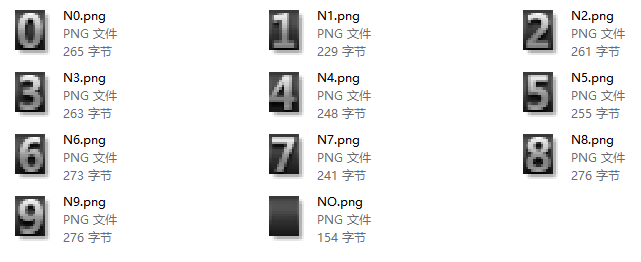 0 N0.png 1 N1.png 2 N2.png
PNG 文件 PNG 文件 PNG 文件
265 字节 229 字节 261 字节
3 N3.png 4 N4.png 5 N5.png
PNG 文件 PNG 文件 PNG 文件
263 字节 248 字节 255 字节
6 N6.png 7 N7.png 8 N8.png
PNG 文件 PNG 文件 PNG 文件
273 字节 241 字节 276 字节
9 N9.png NO.png
PNG 文件 PNG 文件
276 字节 154 字节